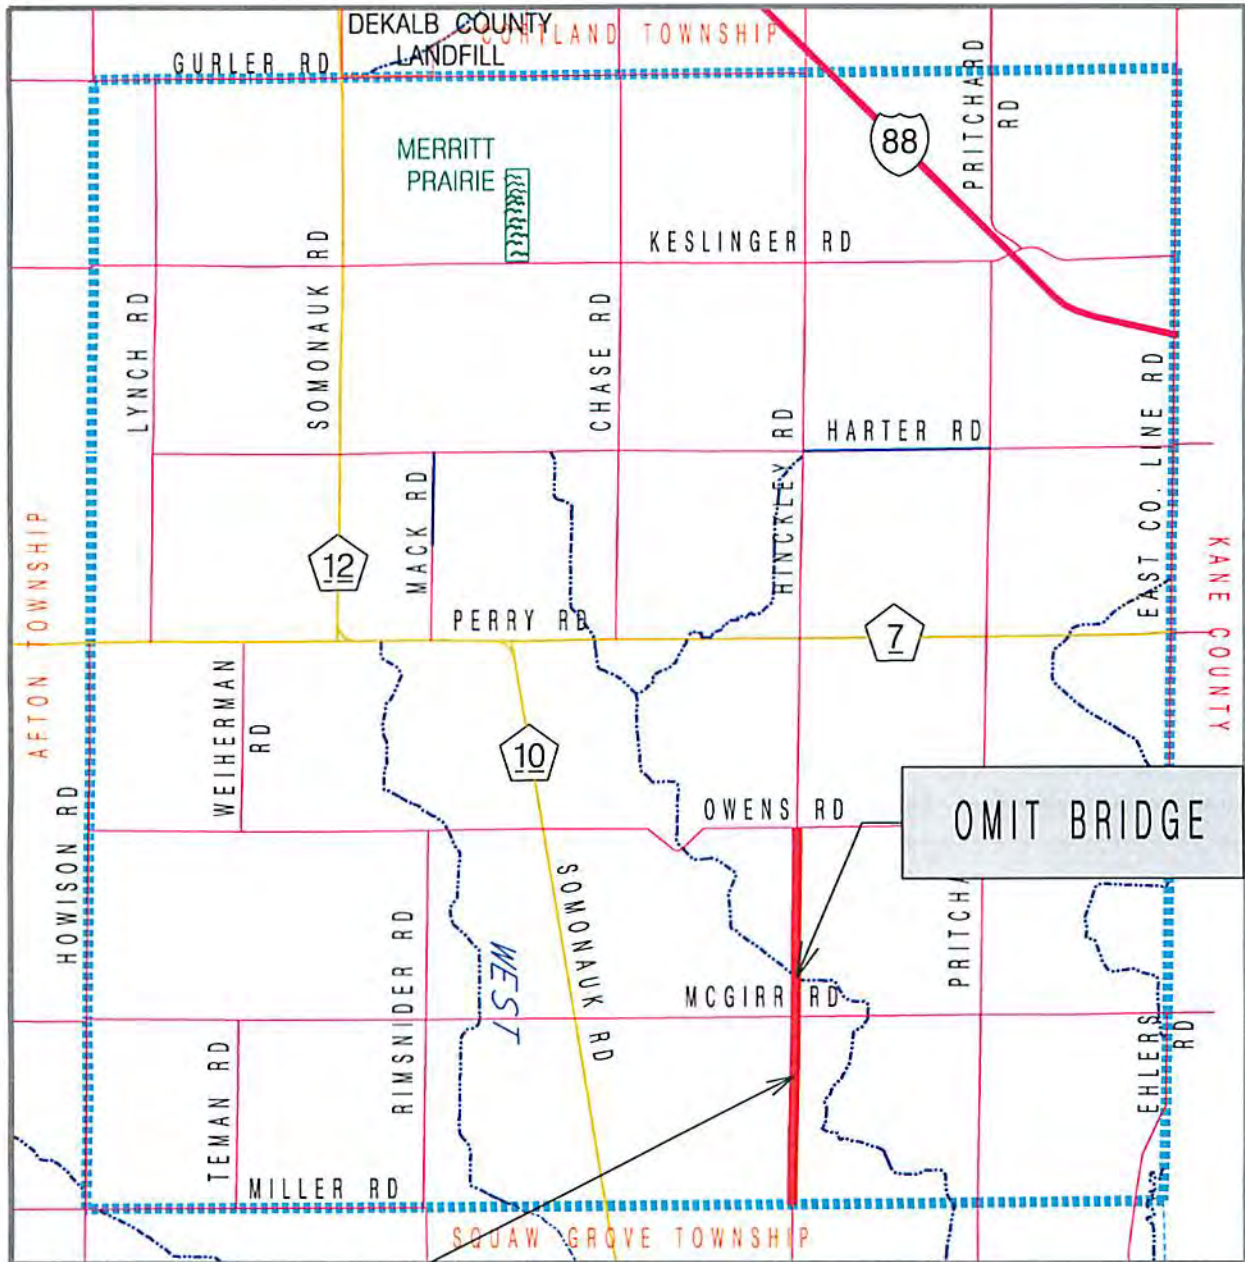 DEKALB COUNTY
LANDFILL
CORTLAND TOWNSHIP
GURLER RD
PRITCHARD
RD
88
MERRITT
PRAIRIE
KESLINGER RD
LYNCH RD
SOMONAUK RD
CHASE RD
HINCKLEY RD
HARTER RD
EAST CO. LINE RD
MACK RD
AFTON TOWNSHIP
KANE COUNTY
12
PERRY RD
7
WEIHERMAN
RD
10
OWENS RD
OMIT BRIDGE
HOWISON RD
SOMONAUK RD
PRITCHA
RIMSNIDER RD
WEST
MCGIRR RD
TEMAN RD
EHLERS
RD
MILLER RD
SQUAW GROVE TOWNSHIP